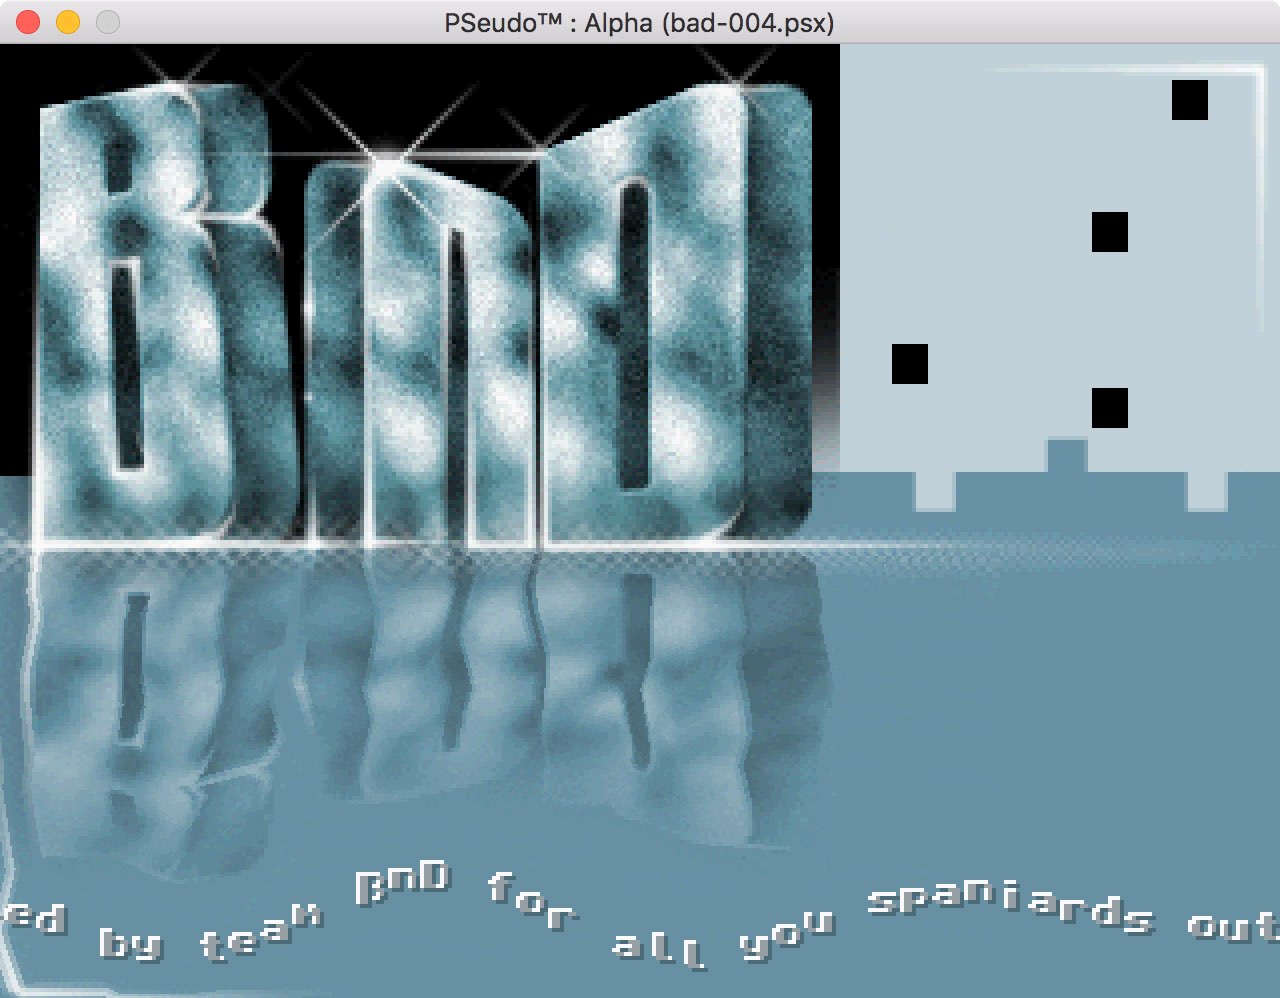 PSeudo™ : Alpha (bad-004.psx)
BnD
ed by teaM BnD for all you spaniards out